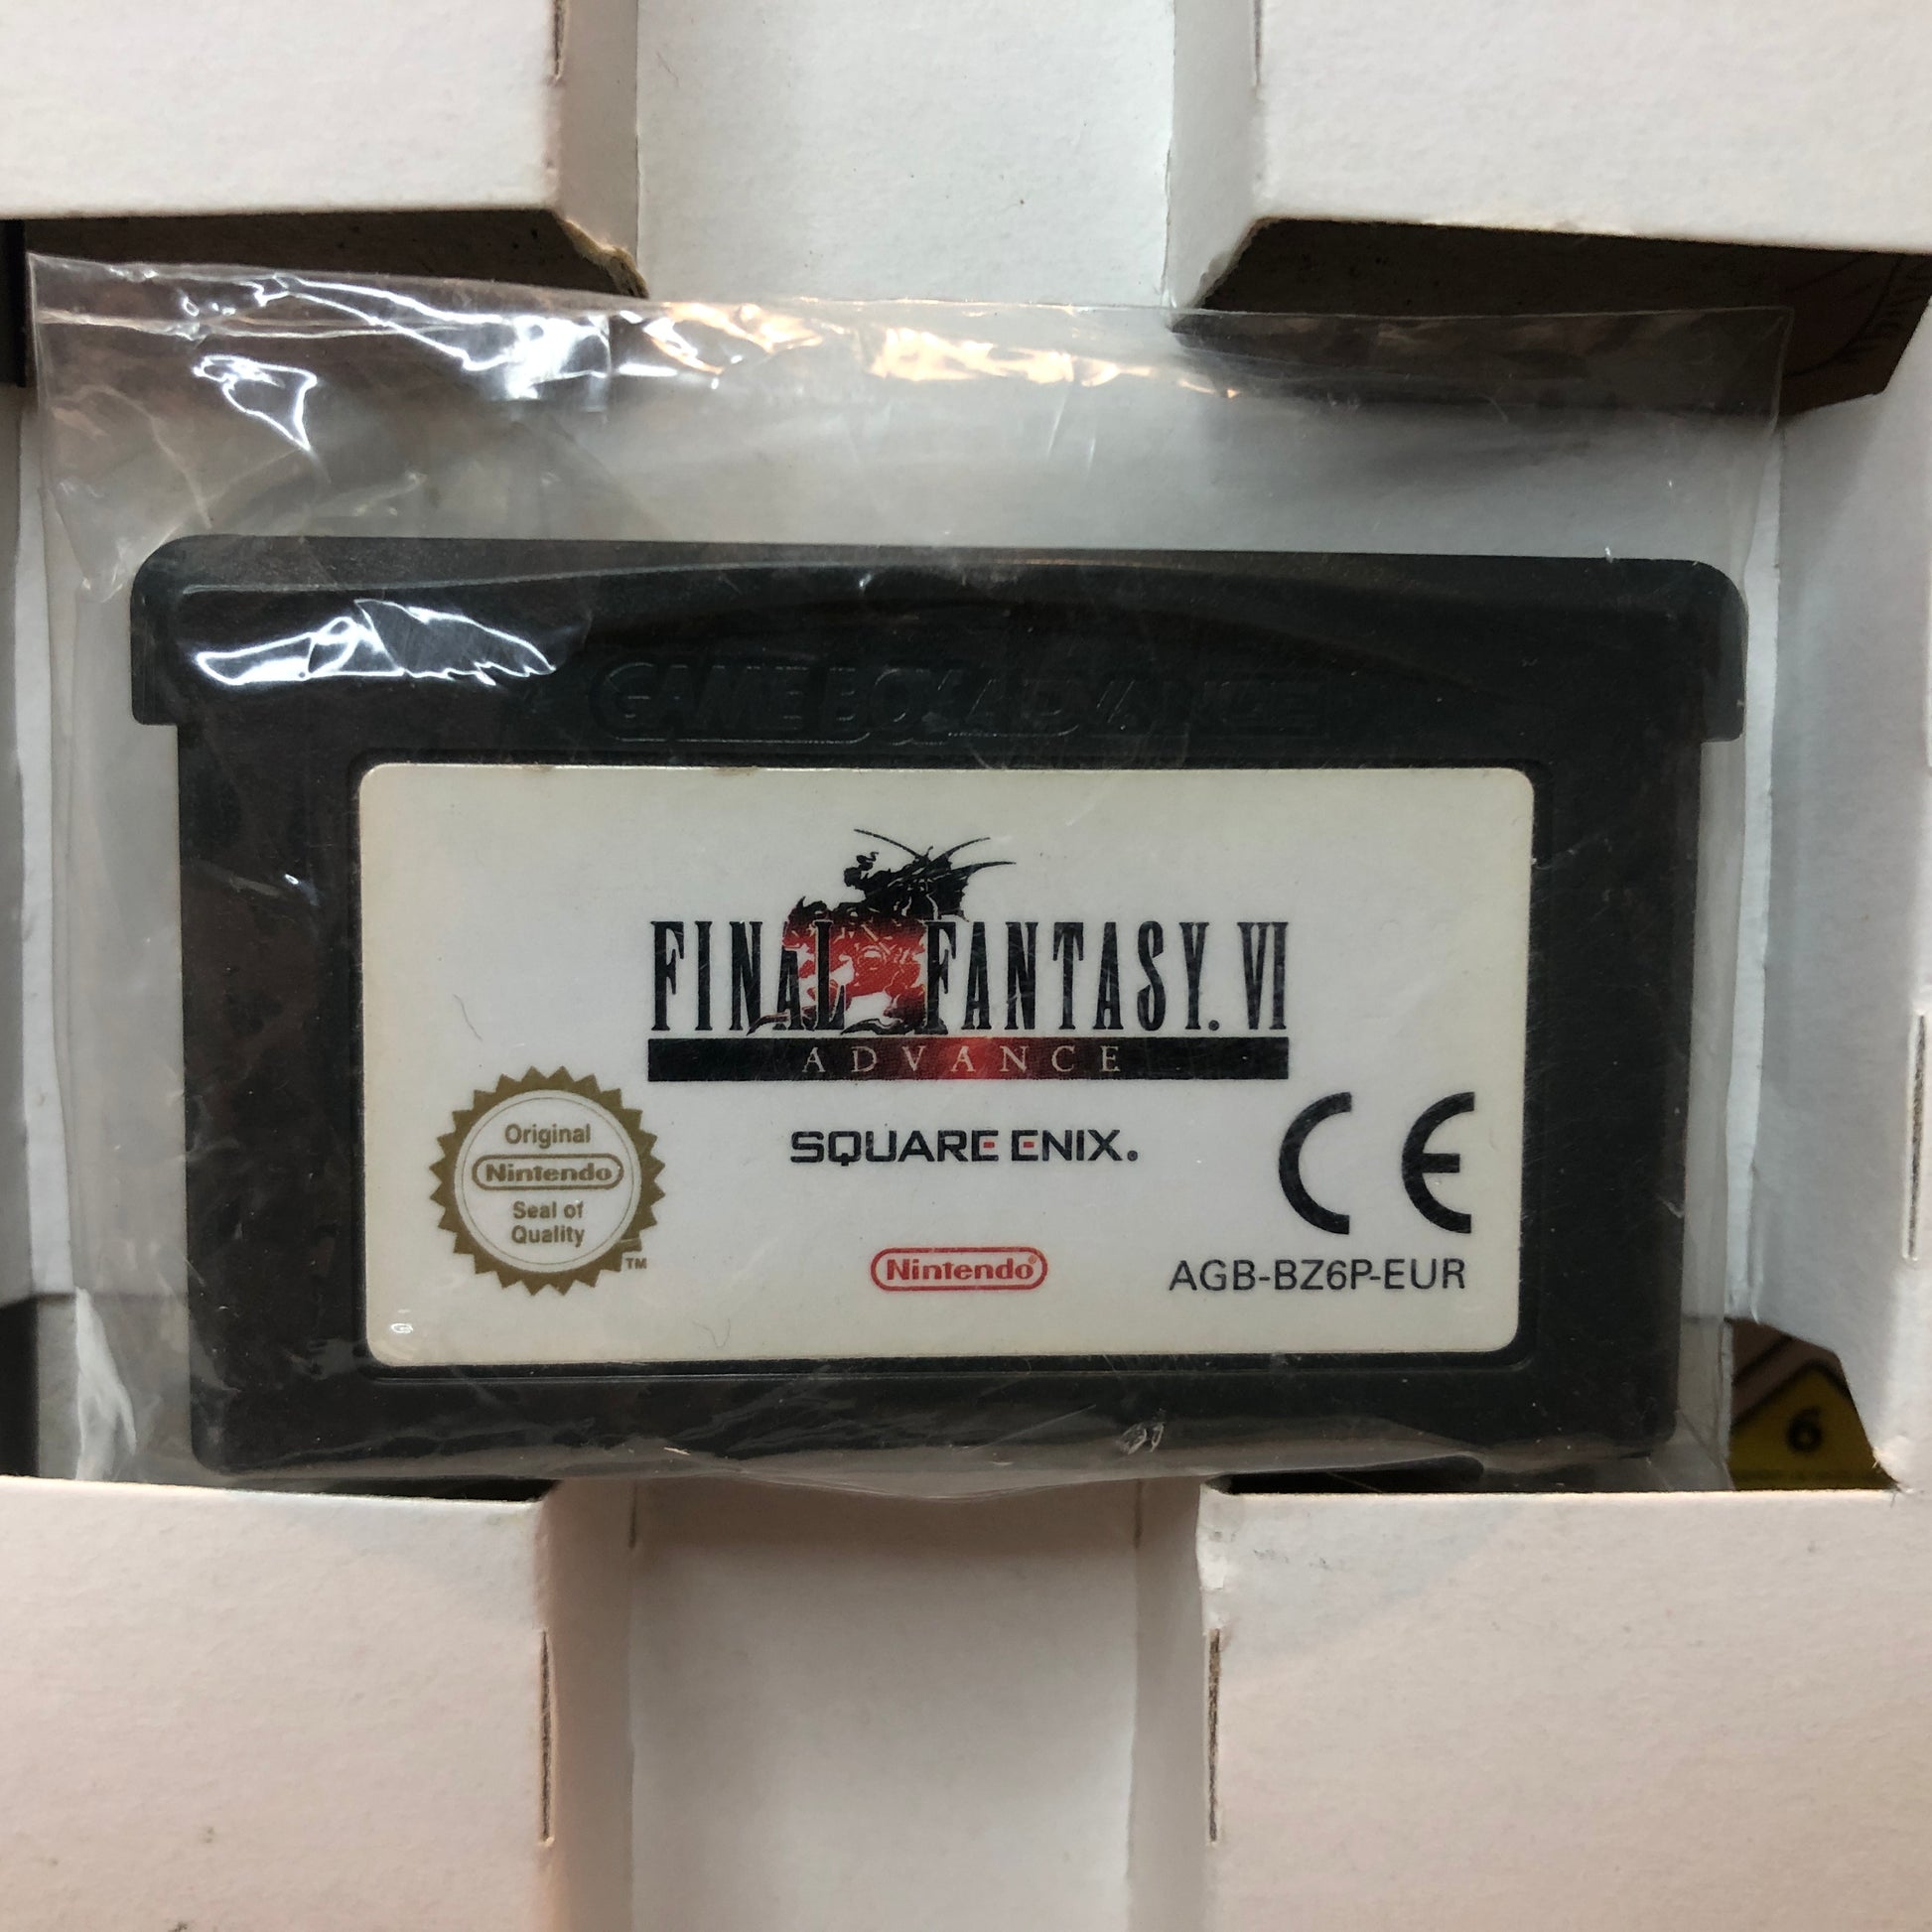 GAME BOY ADVANCE
FINAL FANTASY. VI
ADVANCE
Original
Nintendo
Seal of
Quality
TM
SQUARE ENIX.
CE
Nintendo®
AGB-BZ6P-EUR
6